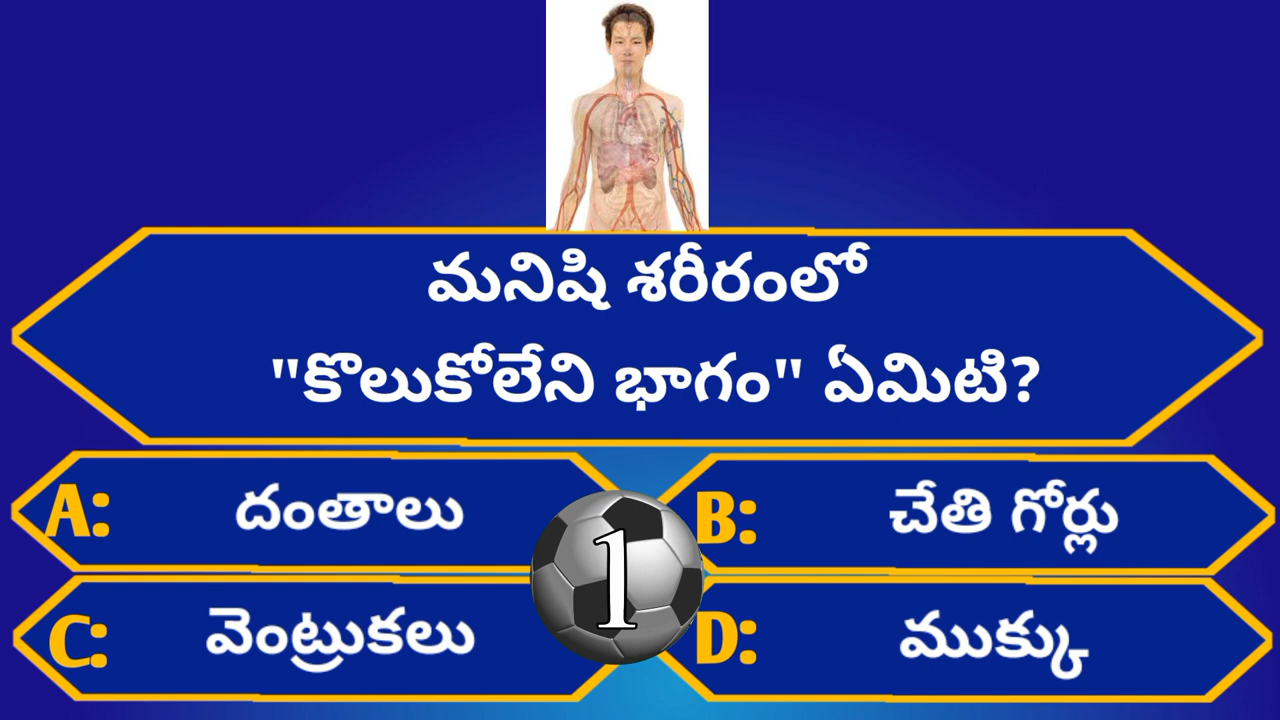 మనిషి శరీరంలో
"కొలుకోలేని భాగం" ఏమిటి?
A: దంతాలు
B: చేతి గోర్లు
1
C: వెంట్రుకలు
D: ముక్కు